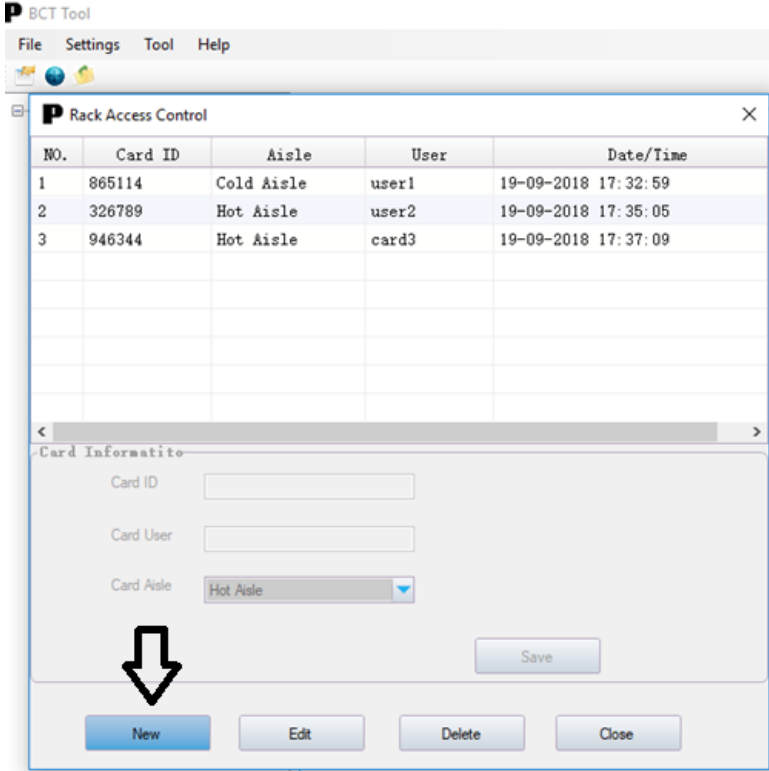 P BCT Tool
File Settings Tool Help
P Rack Access Control
NO. Card ID Aisle User Date/Time
1 865114 Cold Aisle user1 19-09-2018 17:32:59
2 326789 Hot Aisle user2 19-09-2018 17:35:05
3 946344 Hot Aisle card3 19-09-2018 17:37:09
Card Informatito
Card ID
Card User
Card Aisle Hot Aisle
Save
New Edit Delete Close